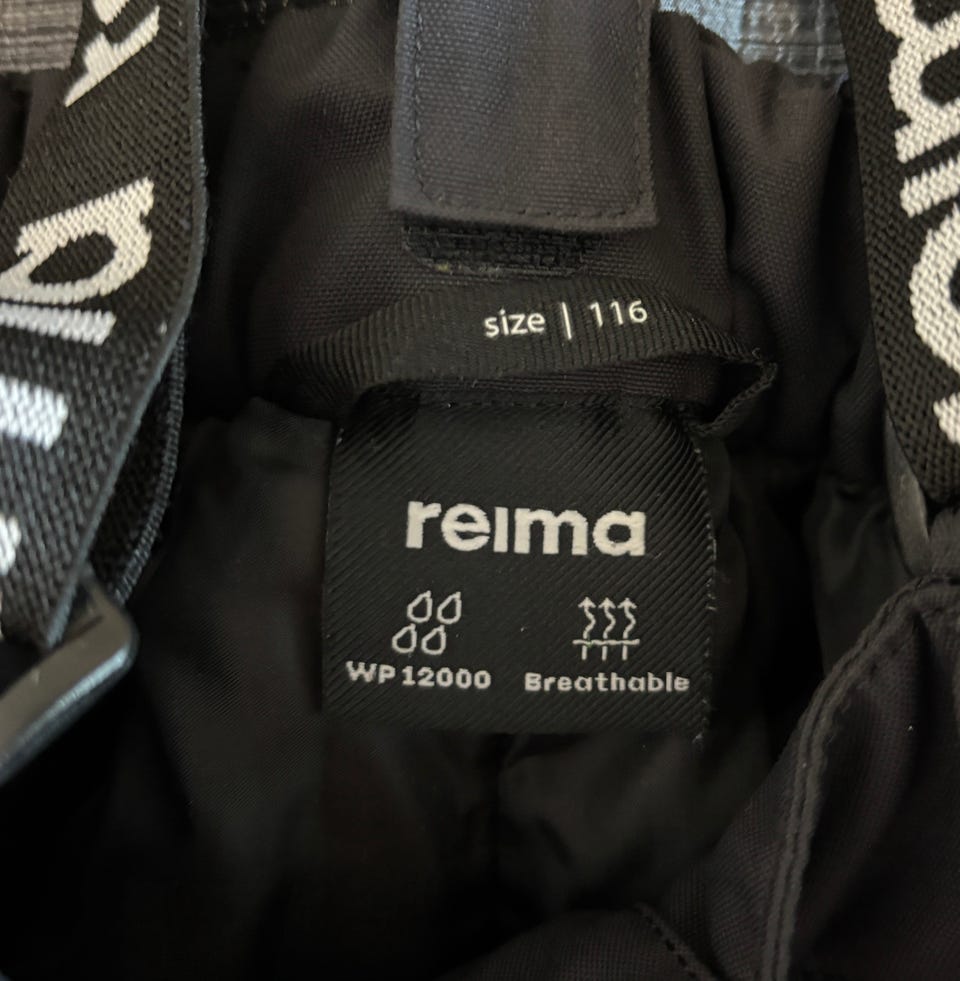 size | 116
reima
WP 12000
Breathable